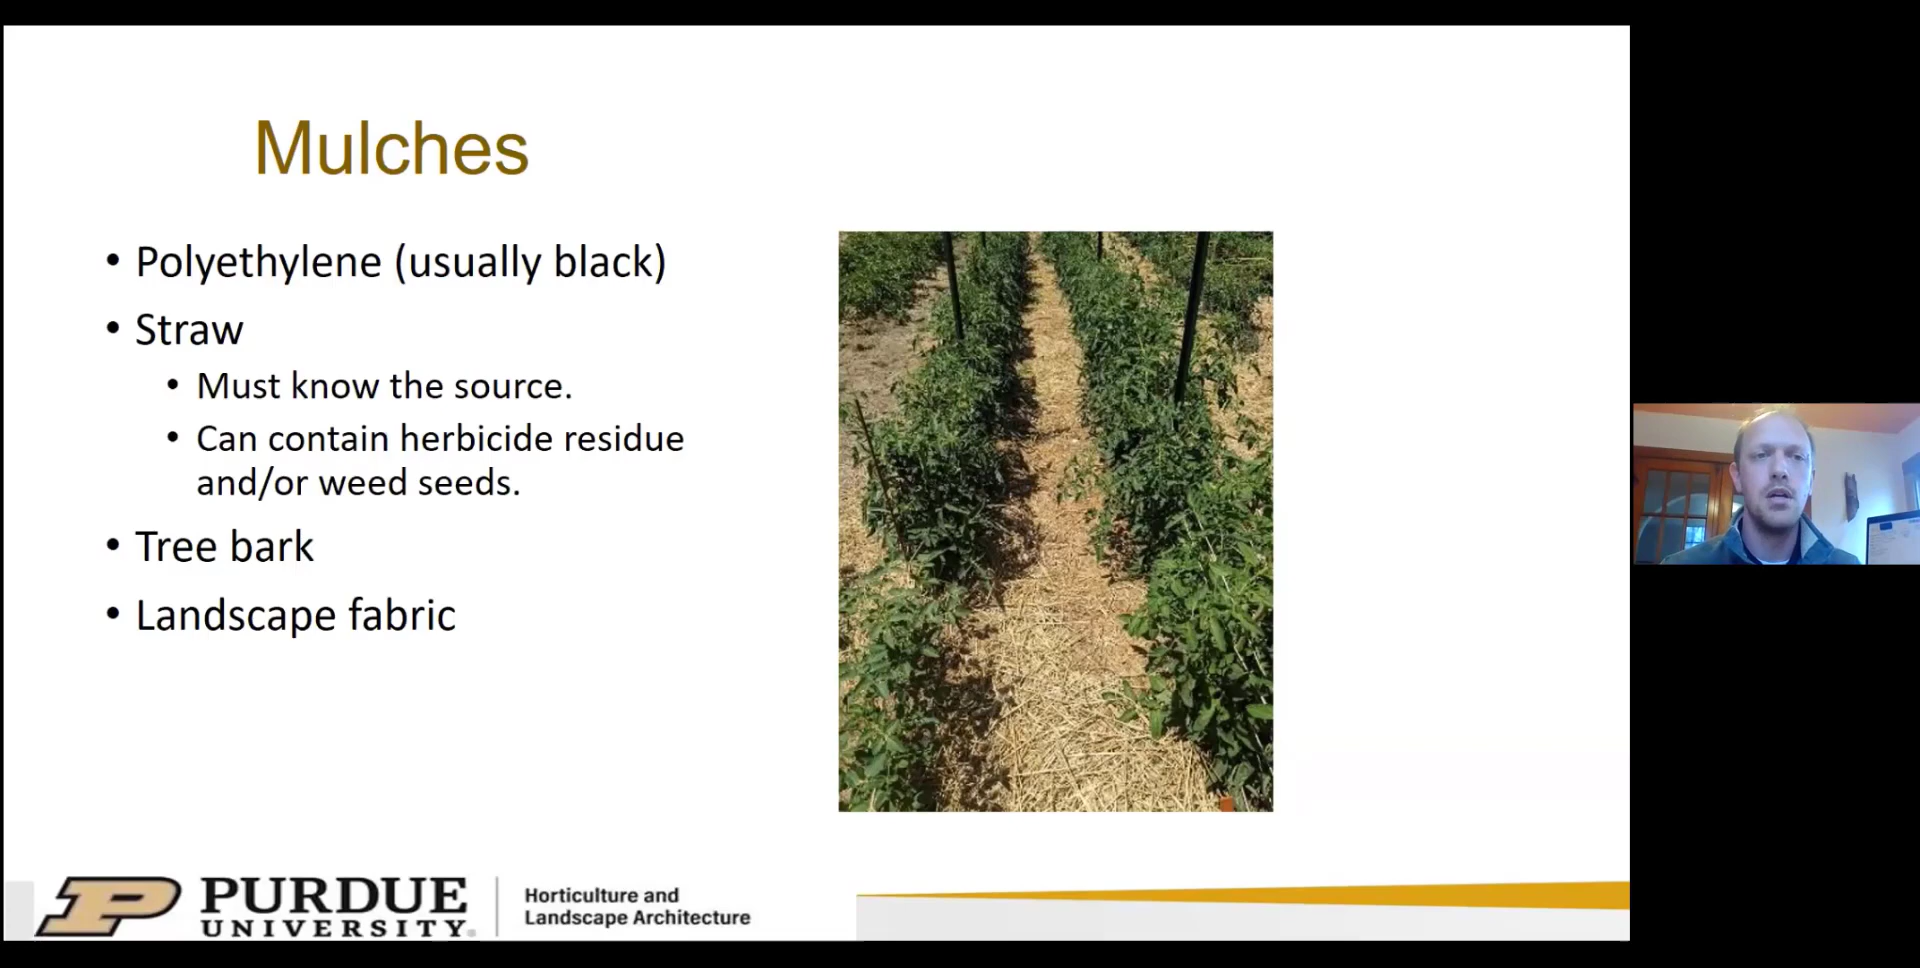 Mulches
• Polyethylene (usually black)
• Straw
• Must know the source.
• Can contain herbicide residue
and/or weed seeds.
• Tree bark
• Landscape fabric
PURDUE
UNIVERSITY®
Horticulture and
Landscape Architecture